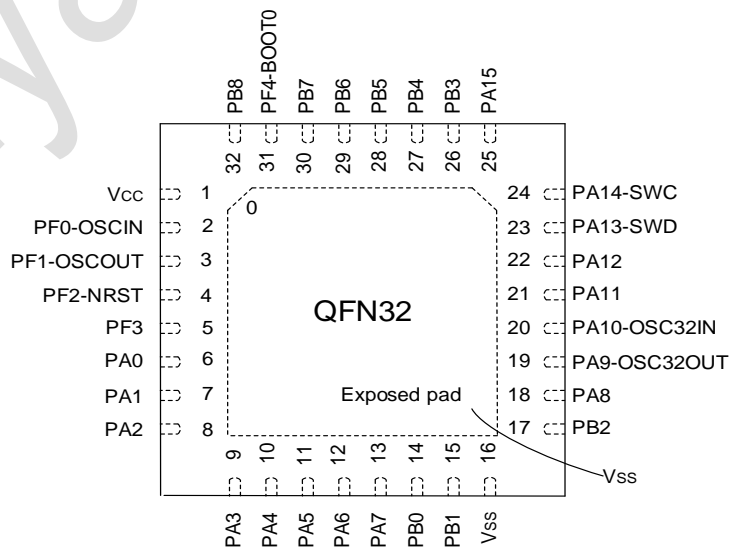 PB8
PF4-BOOT0
PB7
PB6
PB5
PB4
PB3
PA15
32
31
30
29
28
27
26
25
Vcc 1
PF0-OSCIN 2
PF1-OSCOUT 3
PF2-NRST 4
PF3 5
PA0 6
PA1 7
PA2 8
0
QFN32
Exposed pad
24 PA14-SWC
23 PA13-SWD
22 PA12
21 PA11
20 PA10-OSC32IN
19 PA9-OSC32OUT
18 PA8
17 PB2
Vss
9
10
11
12
13
14
15
16
PA3
PA4
PA5
PA6
PA7
PB0
PB1
Vss